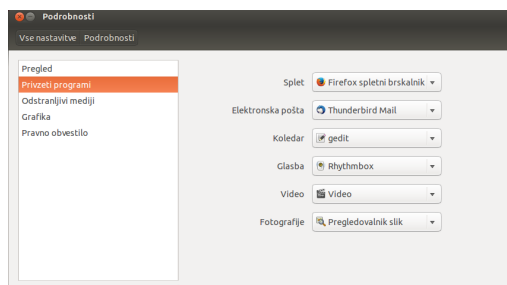 Podrobnosti
Vse nastavitve Podrobnosti
Pregled
Privzeti programi
Odstranljivi mediji
Grafika
Pravno obvestilo
Splet Firefox spletni brskalnik
Elektronska pošta Thunderbird Mail
Koledar gedit
Glasba Rhythmbox
Video Video
Fotografije Pregledovalnik slik